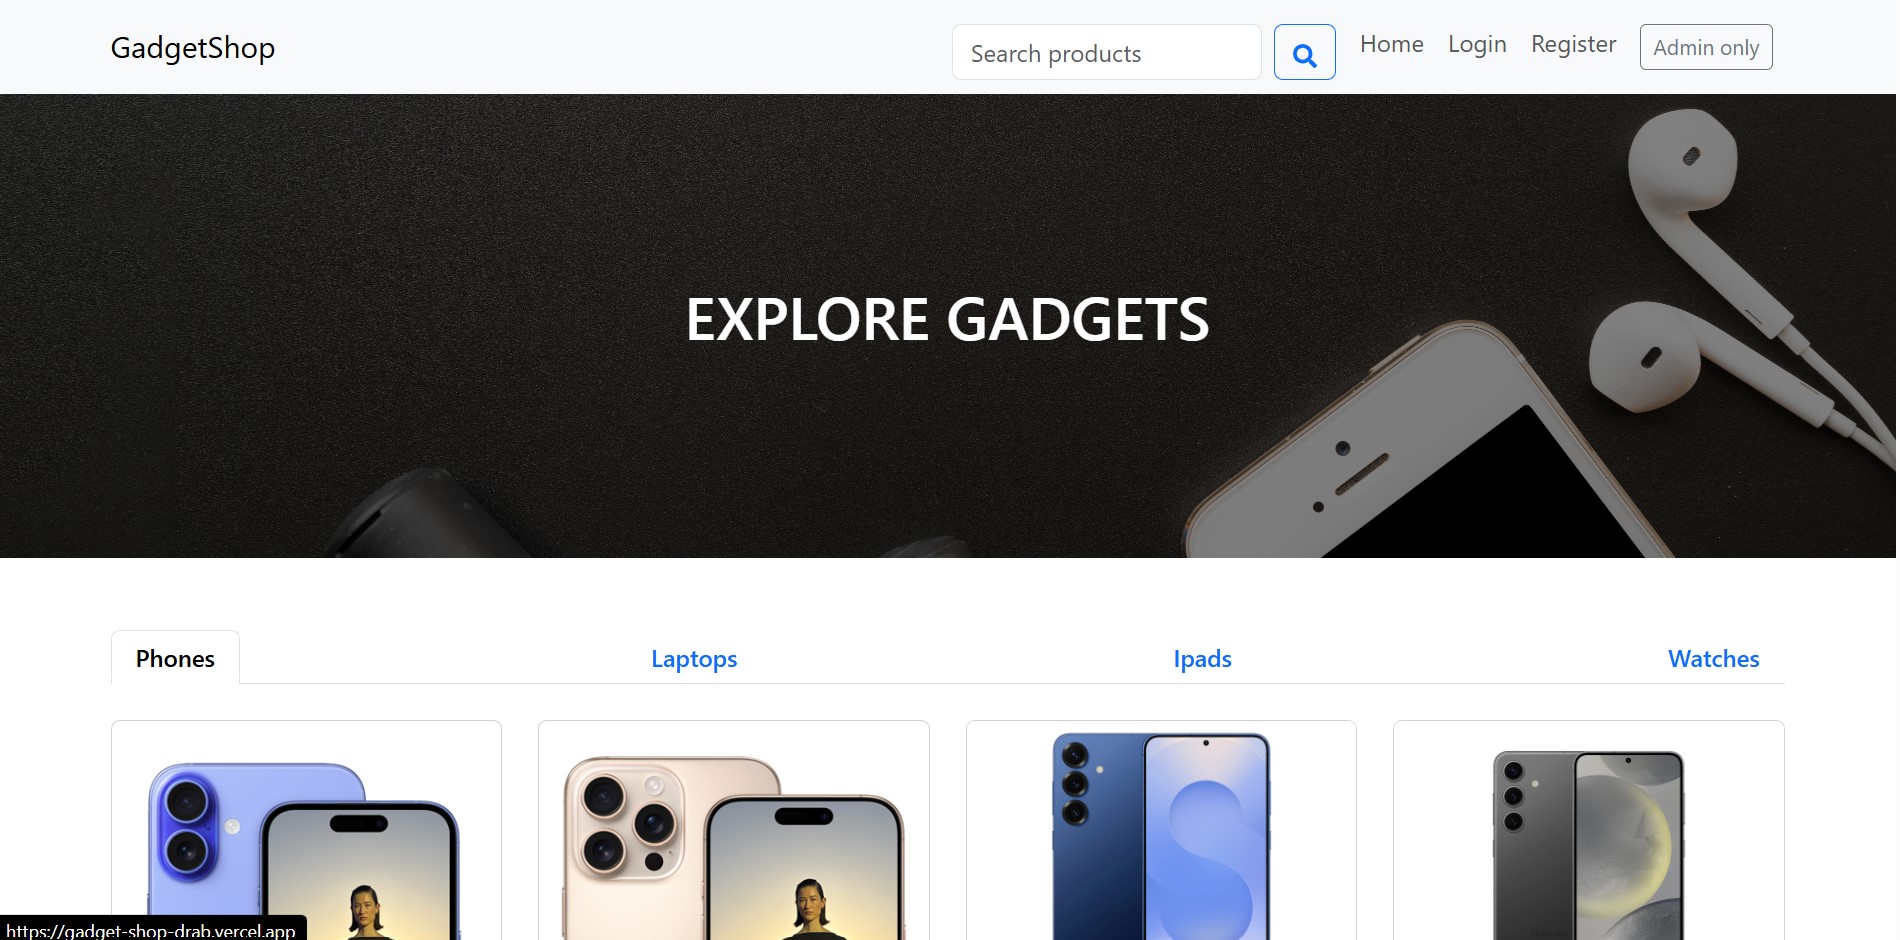 GadgetShop
Search products
Home
Login
Register
Admin only
EXPLORE GADGETS
Phones
Laptops
Ipads
Watches
https://gadget-shop-drab.vercel.app